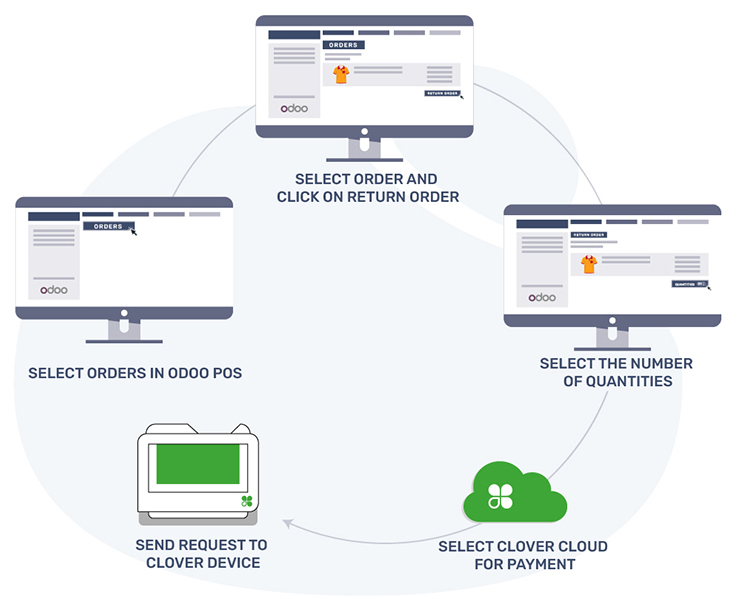 ORDERS
odoo
RETURN ORDER
SELECT ORDER AND
CLICK ON RETURN ORDER
ORDERS
odoo
SELECT ORDERS IN ODOO POS
RETURN ORDER
QUANTITIES
odoo
SELECT THE NUMBER
OF QUANTITIES
SEND REQUEST TO
CLOVER DEVICE
SELECT CLOVER CLOUD
FOR PAYMENT